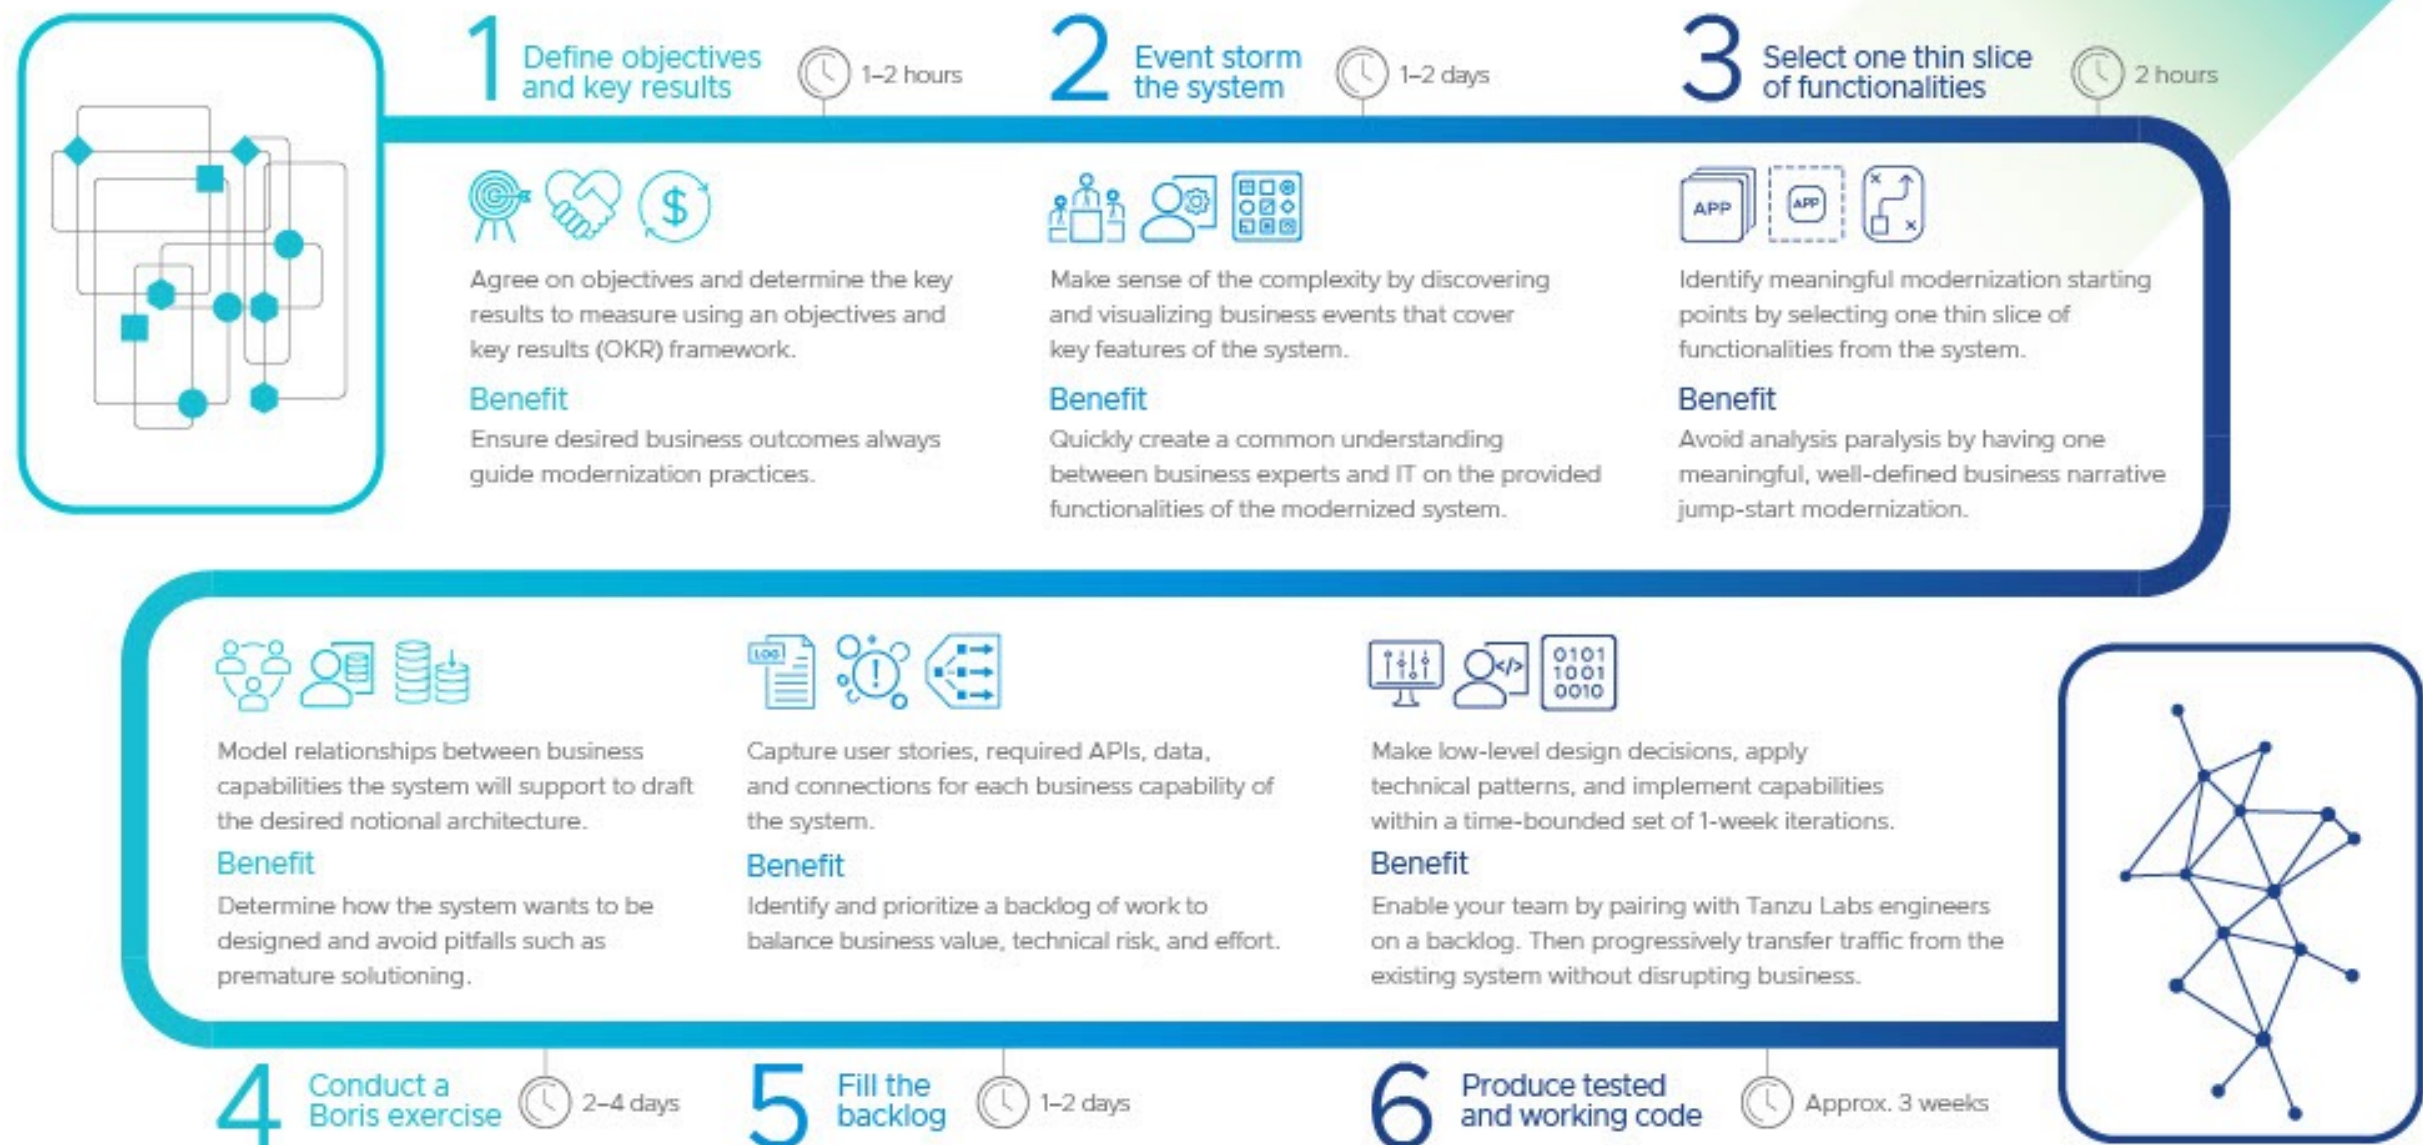 1
Define objectives
and key results
1–2 hours
Agree on objectives and determine the key
results to measure using an objectives and
key results (OKR) framework.
Benefit
Ensure desired business outcomes always
guide modernization practices.
2
Event storm
the system
1–2 days
Make sense of the complexity by discovering
and visualizing business events that cover
key features of the system.
Benefit
Quickly create a common understanding
between business experts and IT on the provided
functionalities of the modernized system.
3
Select one thin slice
of functionalities
2 hours
APP
APP
Identify meaningful modernization starting
points by selecting one thin slice of
functionalities from the system.
Benefit
Avoid analysis paralysis by having one
meaningful, well-defined business narrative
jump-start modernization.
Model relationships between business
capabilities the system will support to draft
the desired notional architecture.
Benefit
Determine how the system wants to be
designed and avoid pitfalls such as
premature solutioning.
4
Conduct a
Boris exercise
2–4 days
LOG
Capture user stories, required APIs, data,
and connections for each business capability of
the system.
Benefit
Identify and prioritize a backlog of work to
balance business value, technical risk, and effort.
5
Fill the
backlog
1–2 days
</>
0101
1001
0010
Make low-level design decisions, apply
technical patterns, and implement capabilities
within a time-bounded set of 1-week iterations.
Benefit
Enable your team by pairing with Tanzu Labs engineers
on a backlog. Then progressively transfer traffic from the
existing system without disrupting business.
6
Produce tested
and working code
Approx. 3 weeks